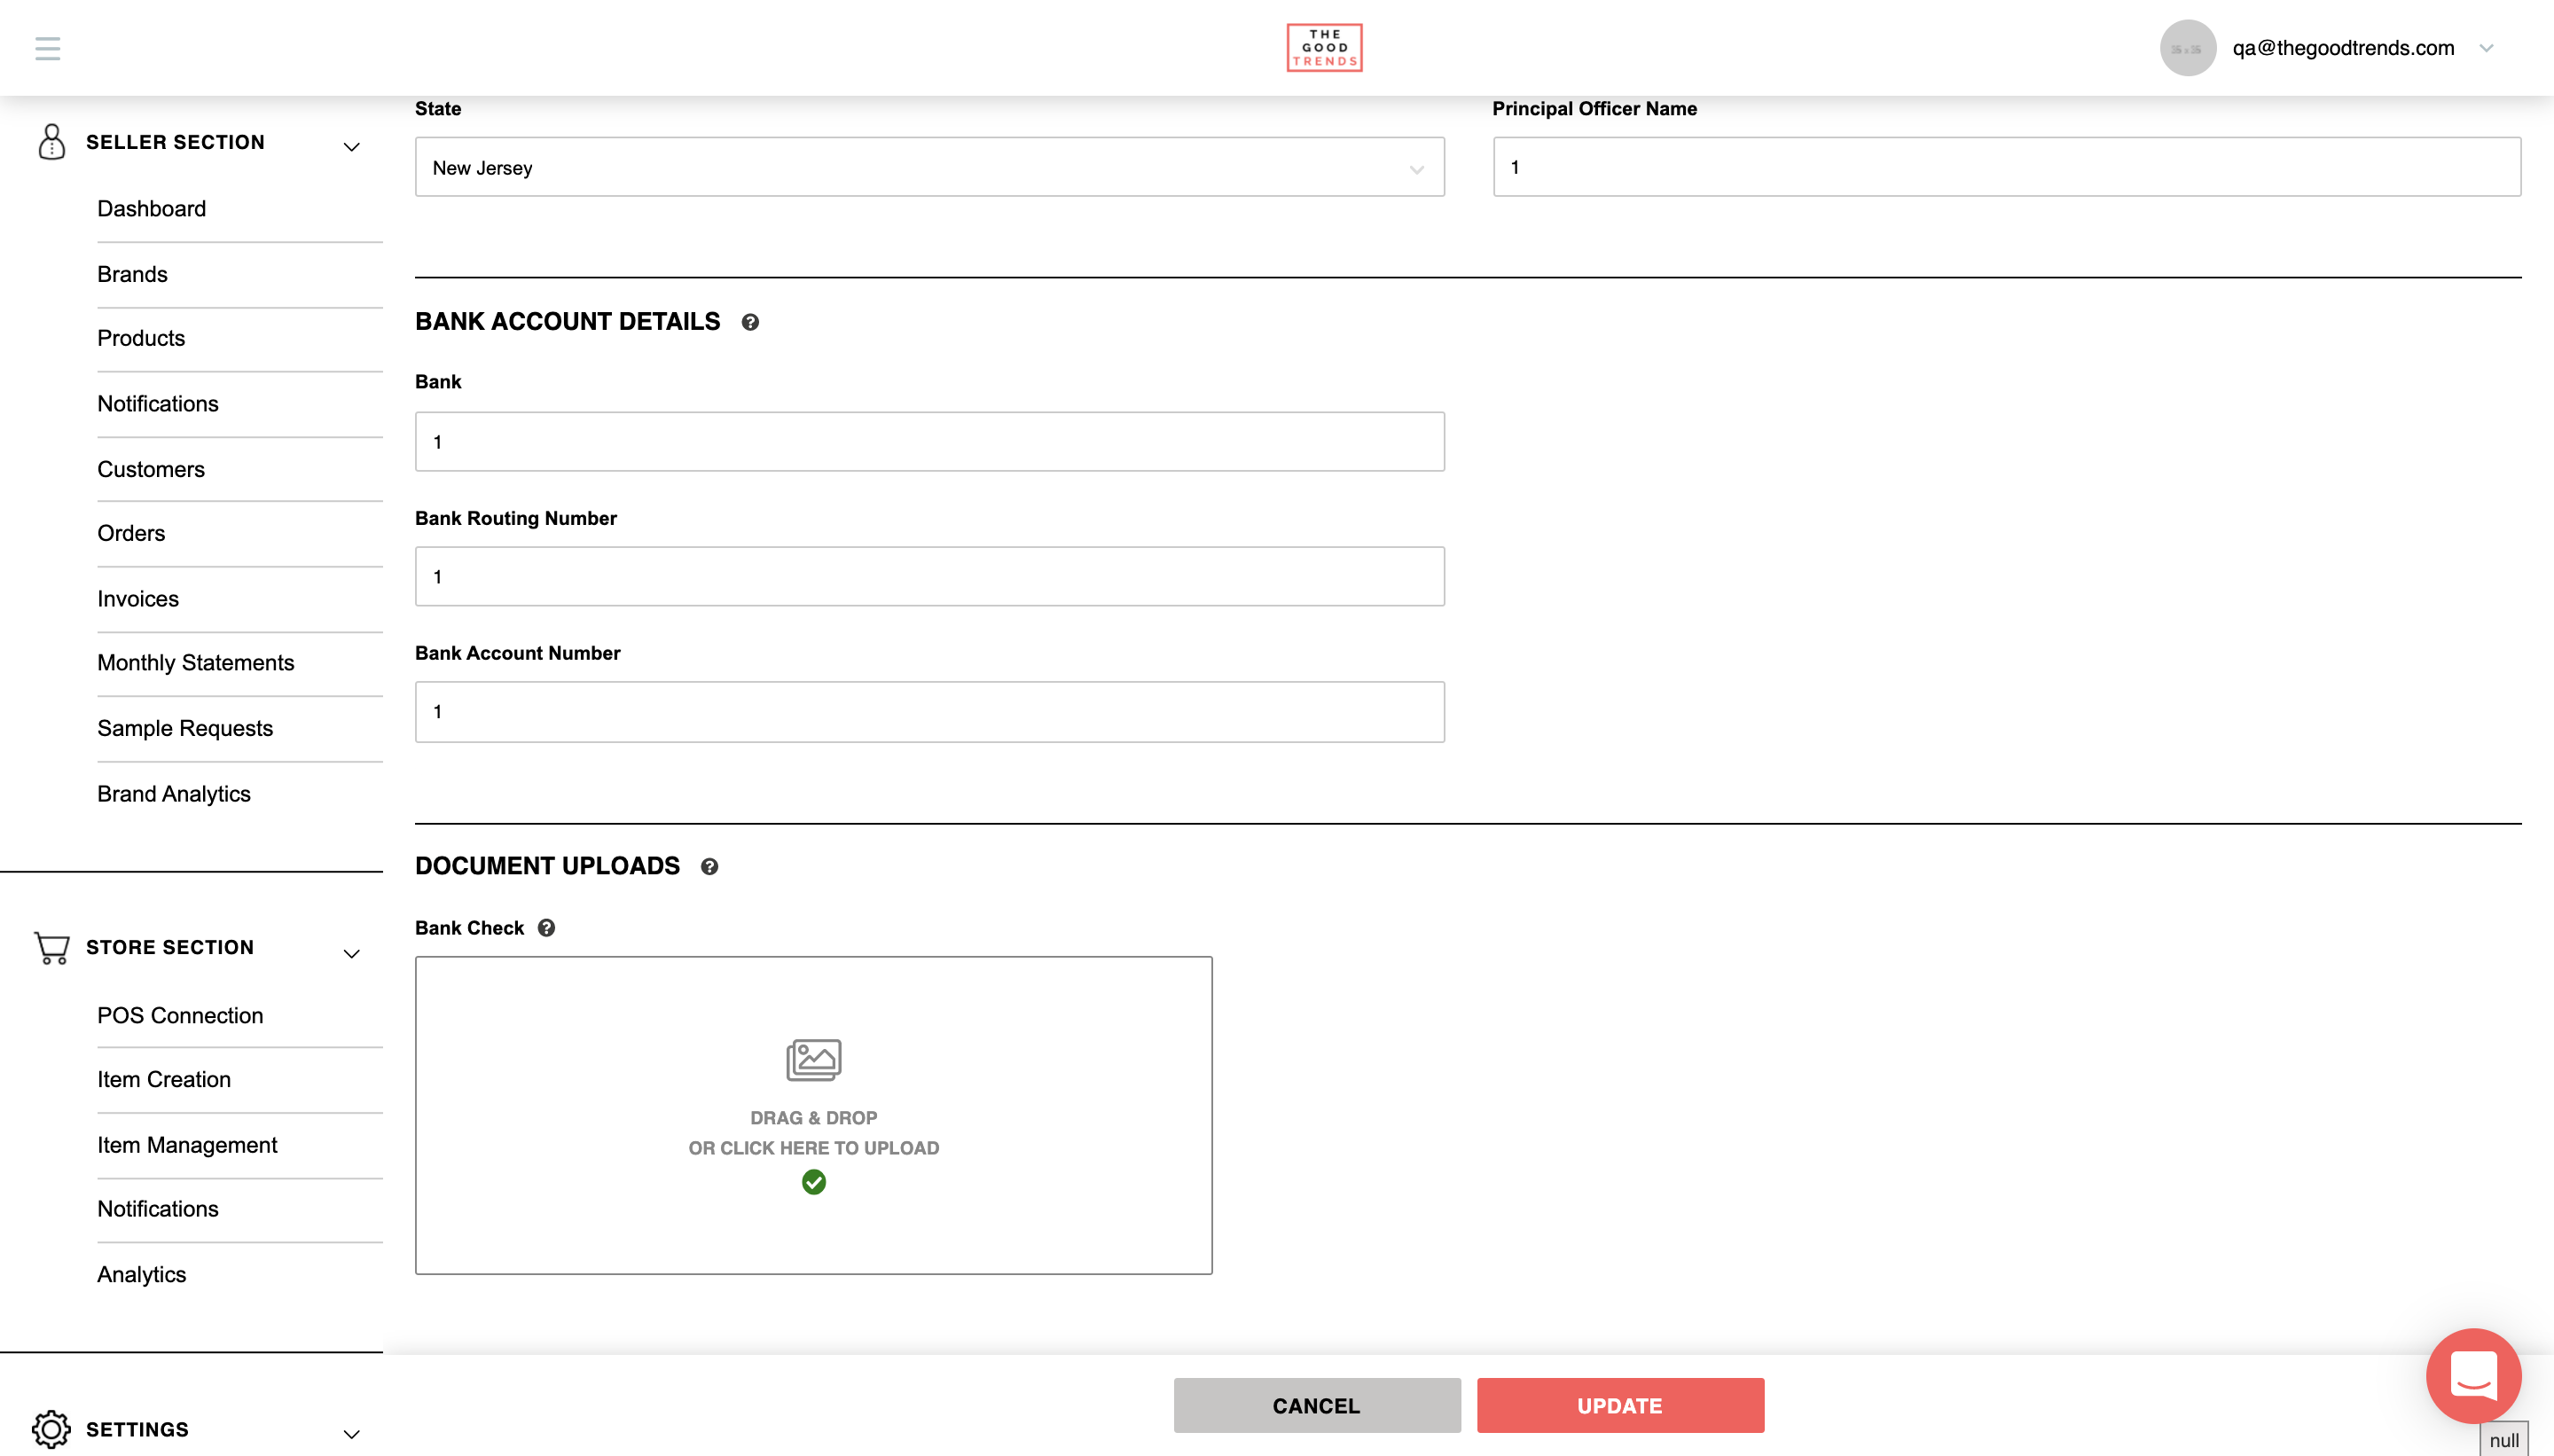 THE
GOOD
TRENDS
qa@thegoodtrends.com
SELLER SECTION
Dashboard
Brands
Products
Notifications
Customers
Orders
Invoices
Monthly Statements
Sample Requests
Brand Analytics
STORE SECTION
POS Connection
Item Creation
Item Management
Notifications
Analytics
SETTINGS
State
New Jersey
Principal Officer Name
1
BANK ACCOUNT DETAILS
Bank
1
Bank Routing Number
1
Bank Account Number
1
DOCUMENT UPLOADS
Bank Check
DRAG & DROP
OR CLICK HERE TO UPLOAD
CANCEL
UPDATE
null